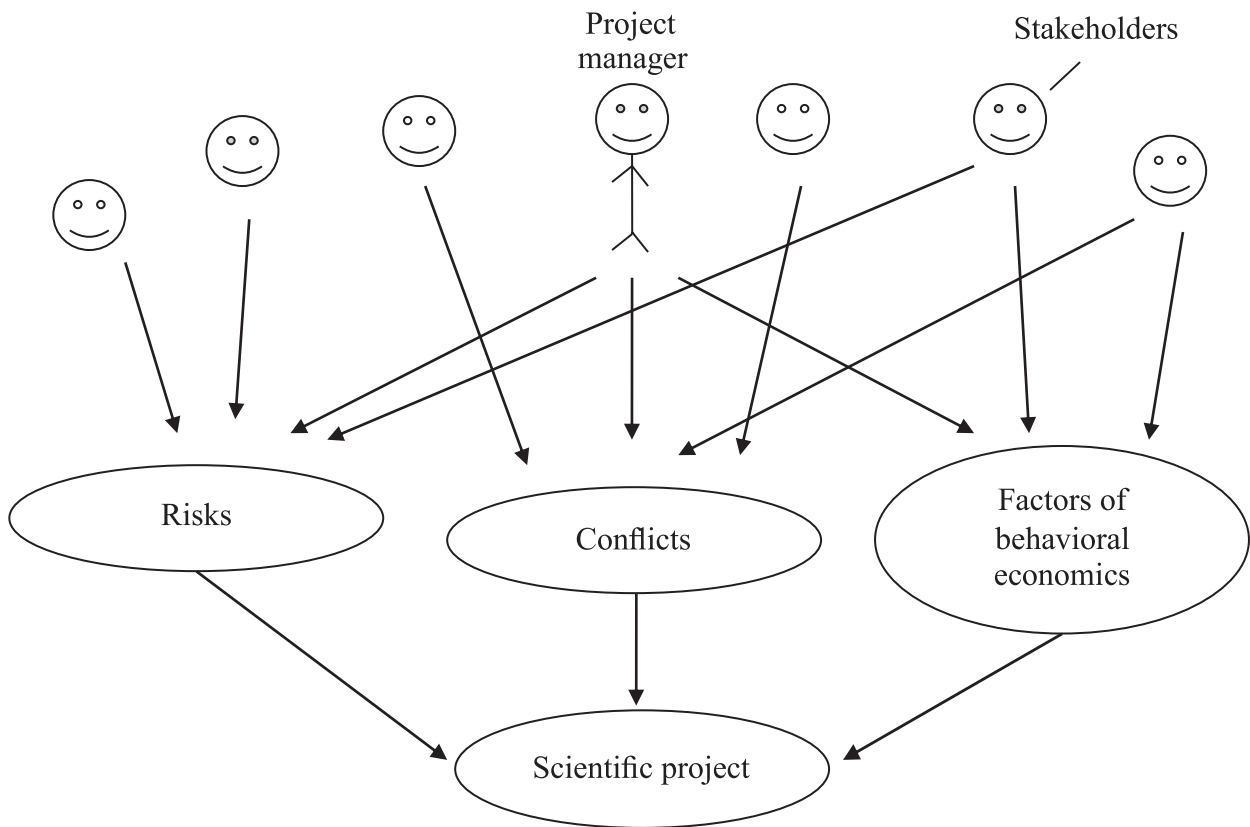 Project
manager
Stakeholders
Risks
Conflicts
Factors of
behavioral
economics
Scientific project